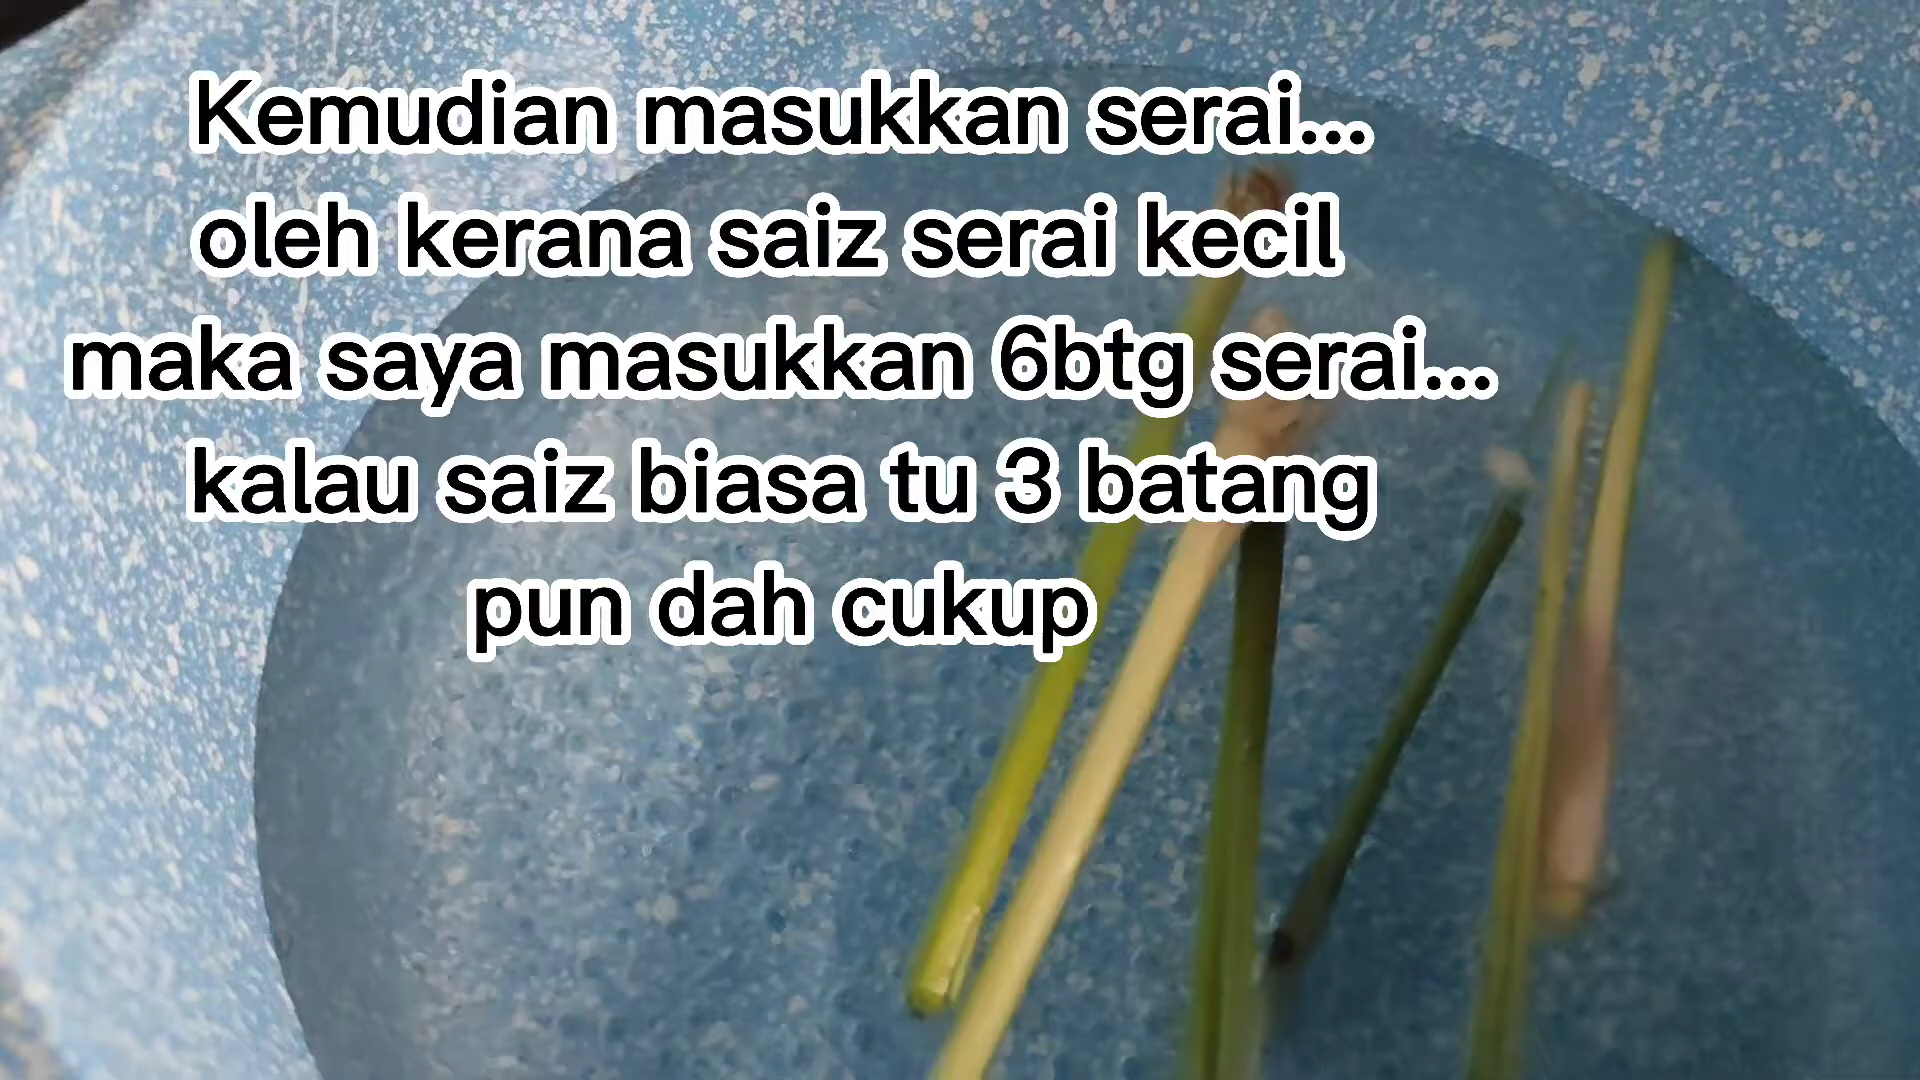 Kemudian masukkan serai...
oleh kerana saiz serai kecil
maka saya masukkan 6btg serai...
kalau saiz biasa tu 3 batang
pun dah cukup